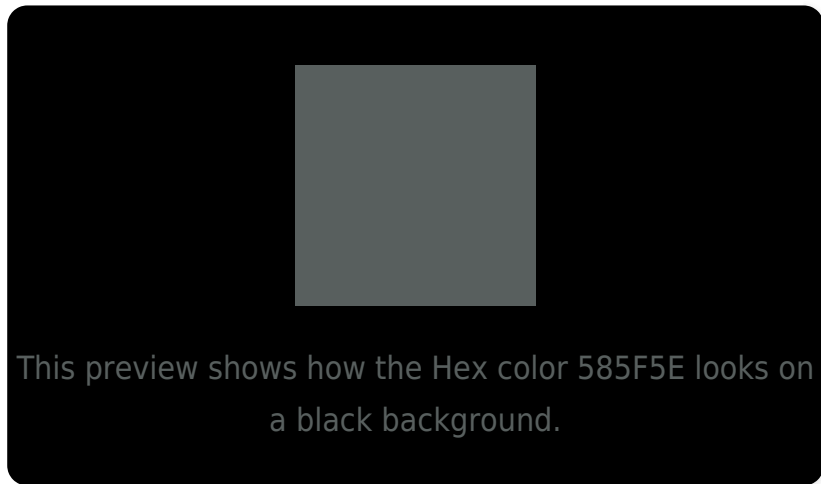 This preview shows how the Hex color 585F5E looks on
a black background.